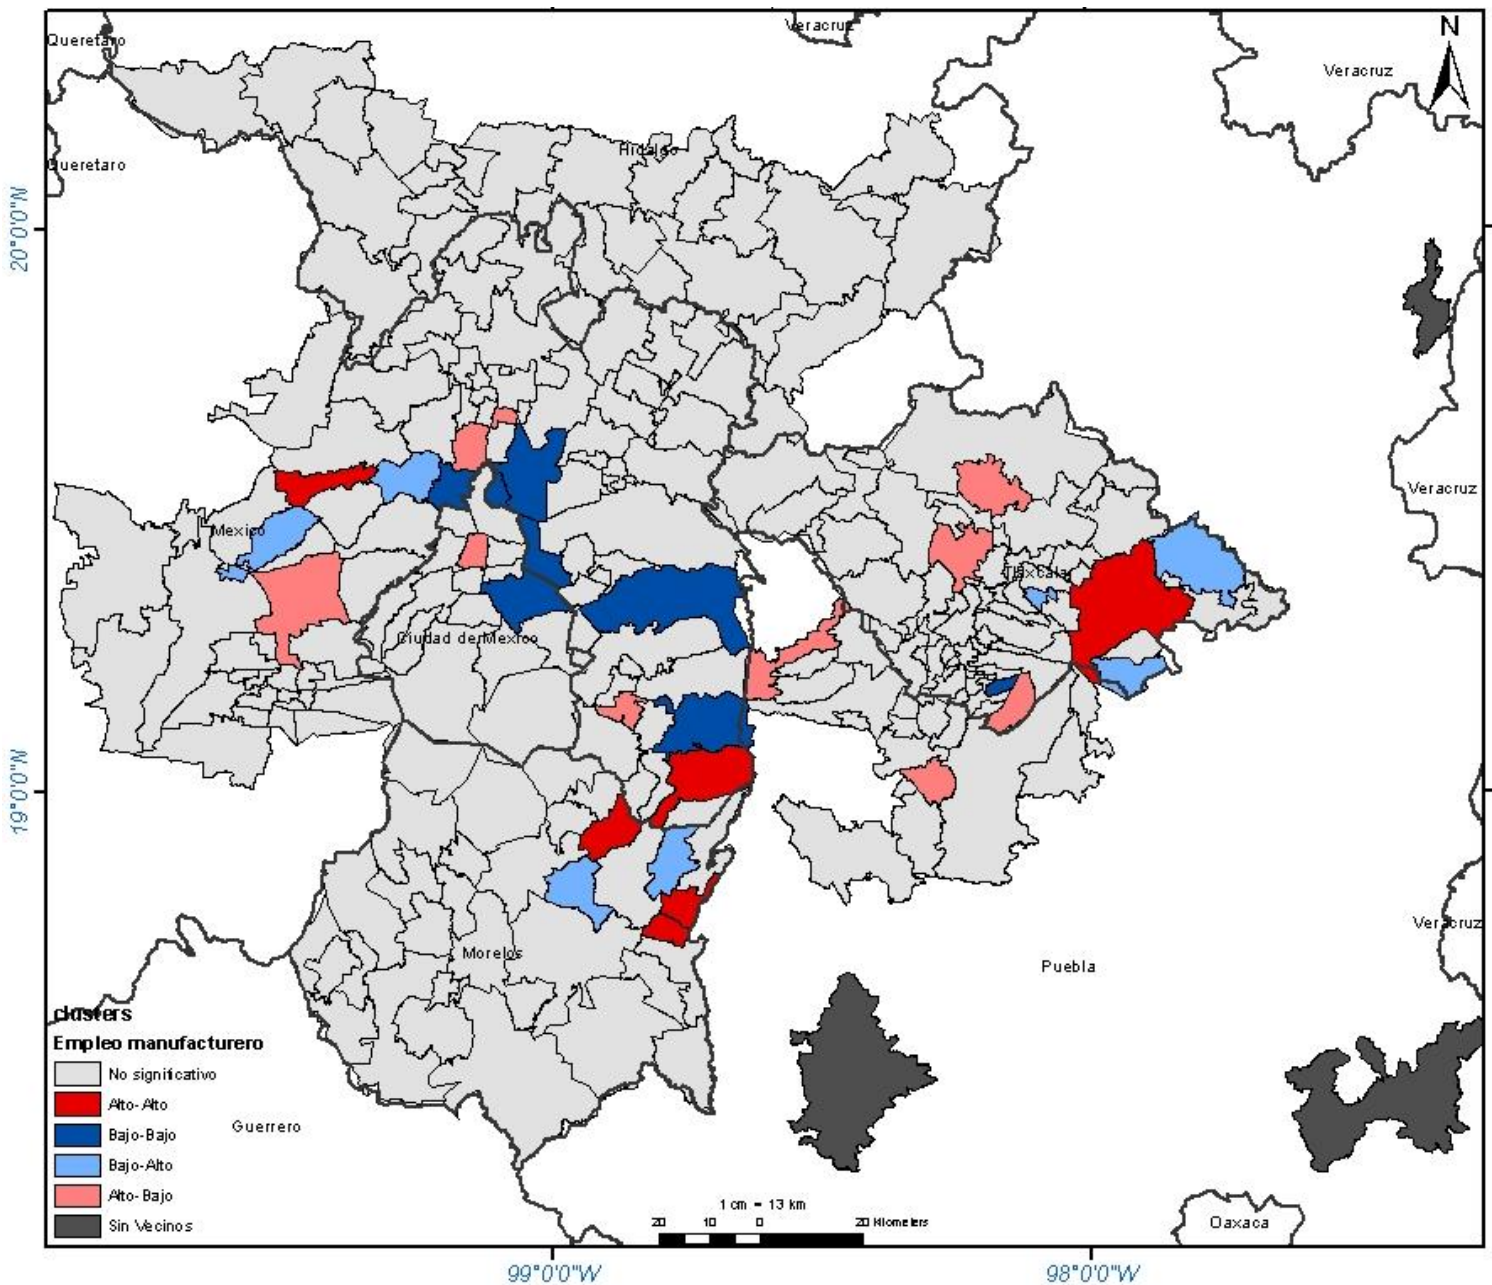 Queretaro
Veracruz
N
Veracruz
Hidalgo
Queretaro
20°0'0"N
Veracruz
Mexico
Tlaxcala
Ciudad de Mexico
19°0'0"N
Veracruz
Morelos
Puebla
clusters
Empleo manufacturero
No significativo
Alto-Alto
Bajo-Bajo
Bajo-Alto
Alto-Bajo
Sin Vecinos
Guerrero
1 cm = 13 km
20 10 0 20 Kilometers
Oaxaca
99°0'0"W
98°0'0"W